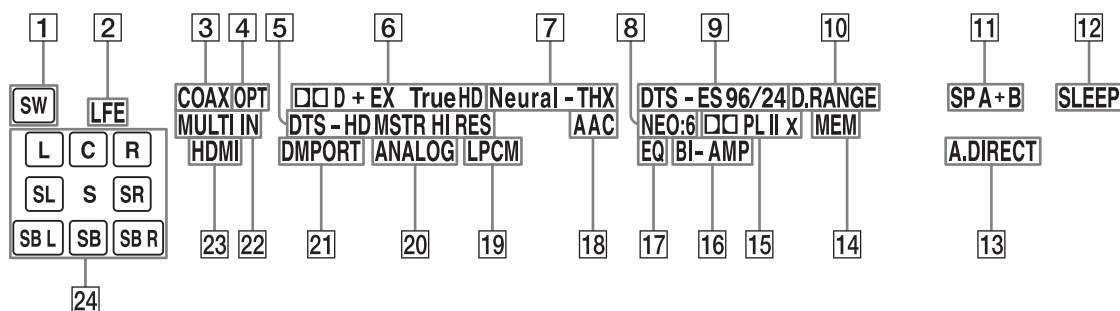 1 2 3 4 5 6 7 8 9 10 11 12
SW LFE COAX OPT D + EX TrueHD Neural - THX DTS - ES 96/24 D.RANGE SP A + B SLEEP
MULTI IN DTS - HD MSTR HI RES AAC NEO:6 PL II x MEM
L C R HDMI DMPORT ANALOG LPCM EQ BI - AMP A.DIRECT
SL S SR
SB L SB SB R 23 22 21 20 19 18 17 16 15 14 13
24